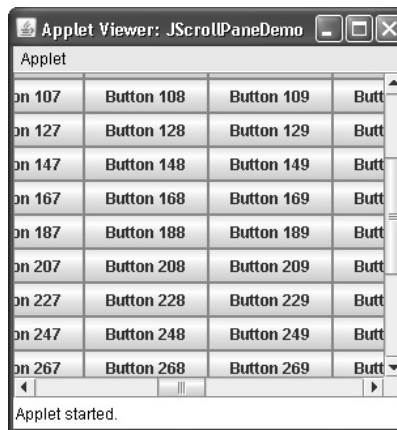 Applet Viewer: JScrollPaneDemo
Applet
on 107 Button 108 Button 109 Butt
on 127 Button 128 Button 129 Butt
on 147 Button 148 Button 149 Butt
on 167 Button 168 Button 169 Butt
on 187 Button 188 Button 189 Butt
on 207 Button 208 Button 209 Butt
on 227 Button 228 Button 229 Butt
on 247 Button 248 Button 249 Butt
on 267 Button 268 Button 269 Butt
Applet started.